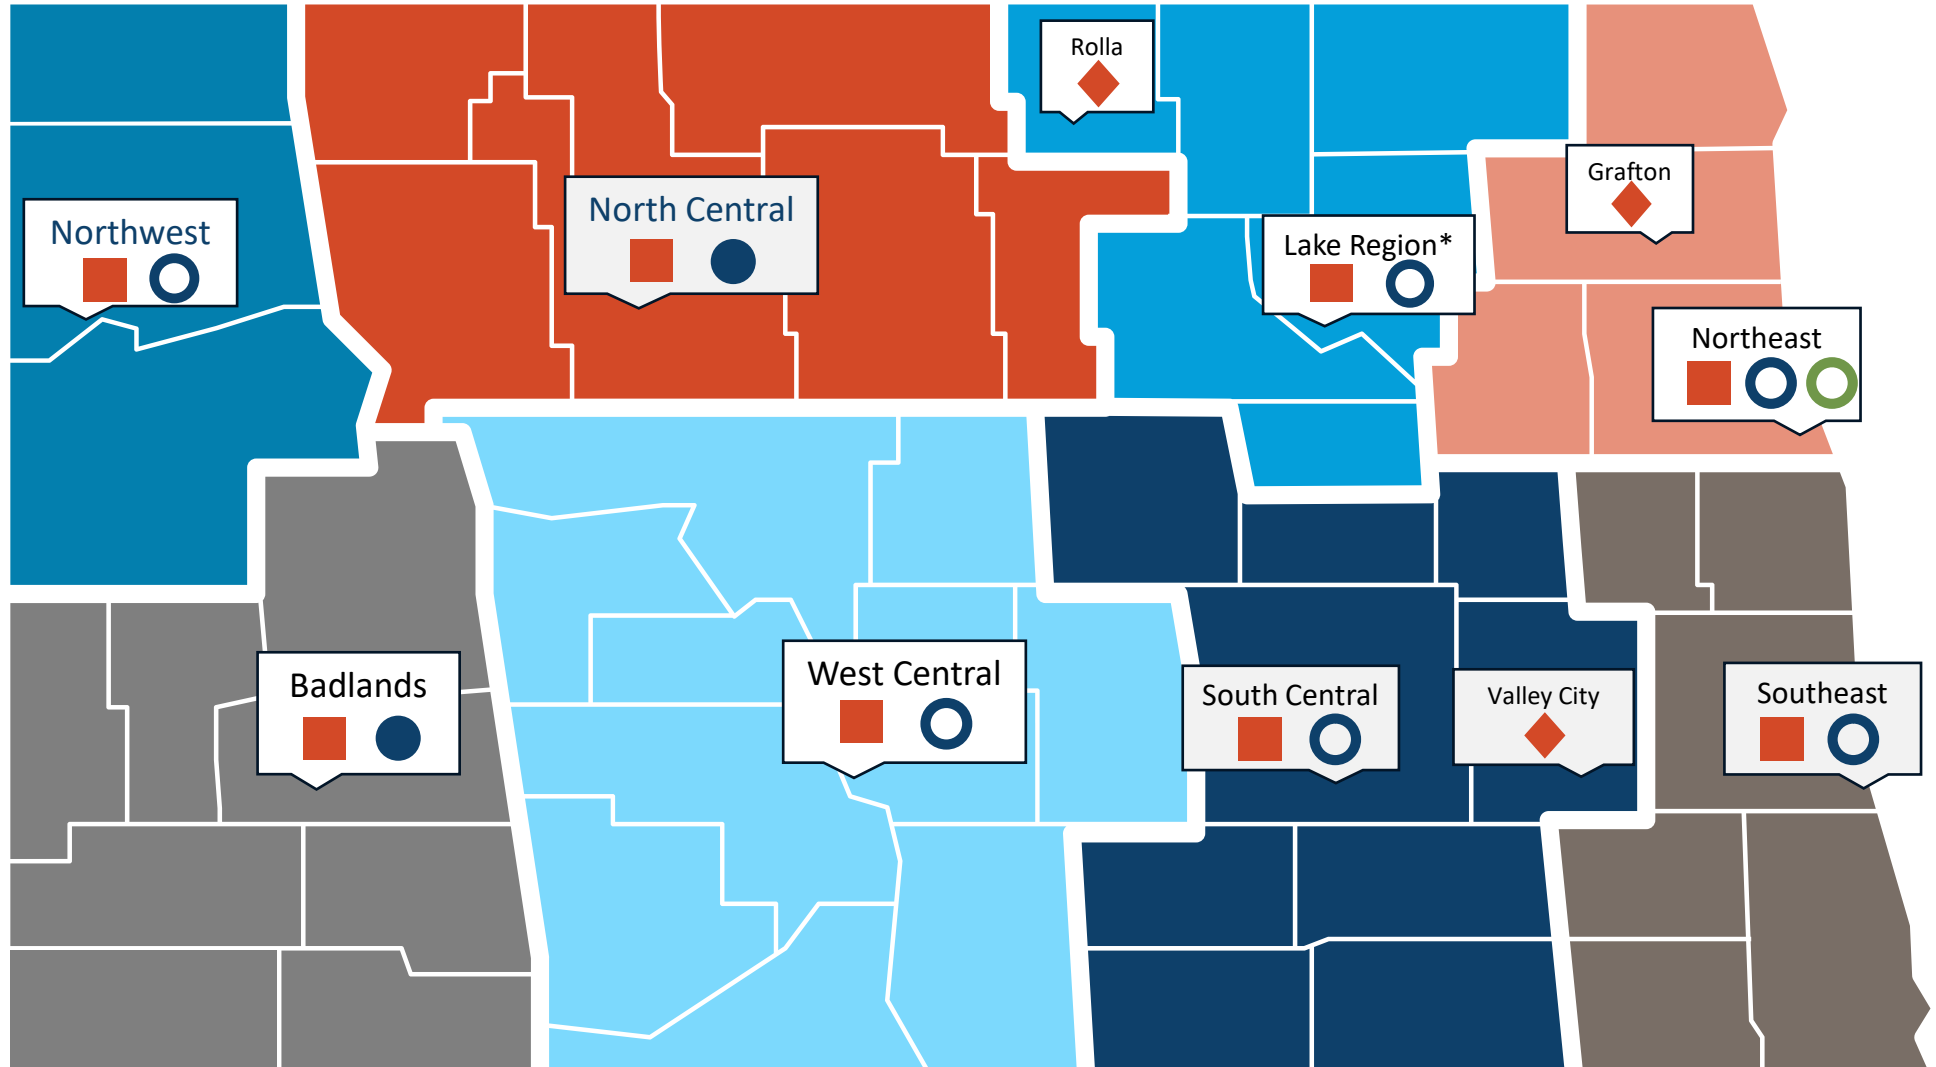 Rolla
Grafton
North Central
Northwest
Lake Region*
Northeast
Badlands
West Central
South Central
Valley City
Southeast